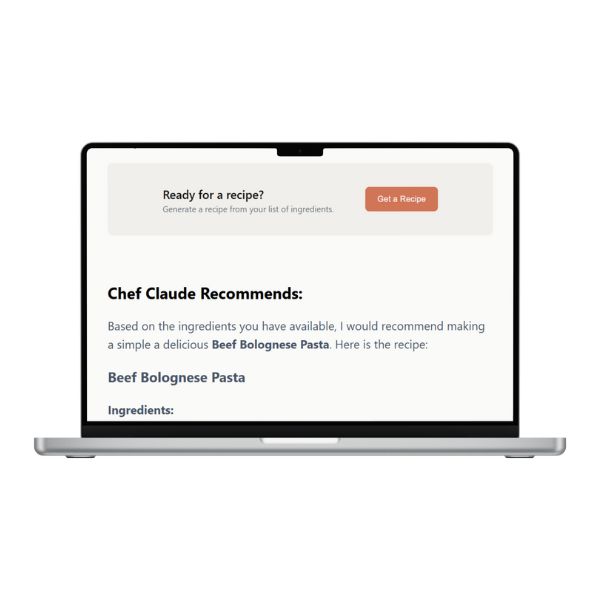 Ready for a recipe?
Generate a recipe from your list of ingredients.
Get a Recipe
Chef Claude Recommends:
Based on the ingredients you have available, I would recommend making
a simple a delicious Beef Bolognese Pasta. Here is the recipe:
Beef Bolognese Pasta
Ingredients: